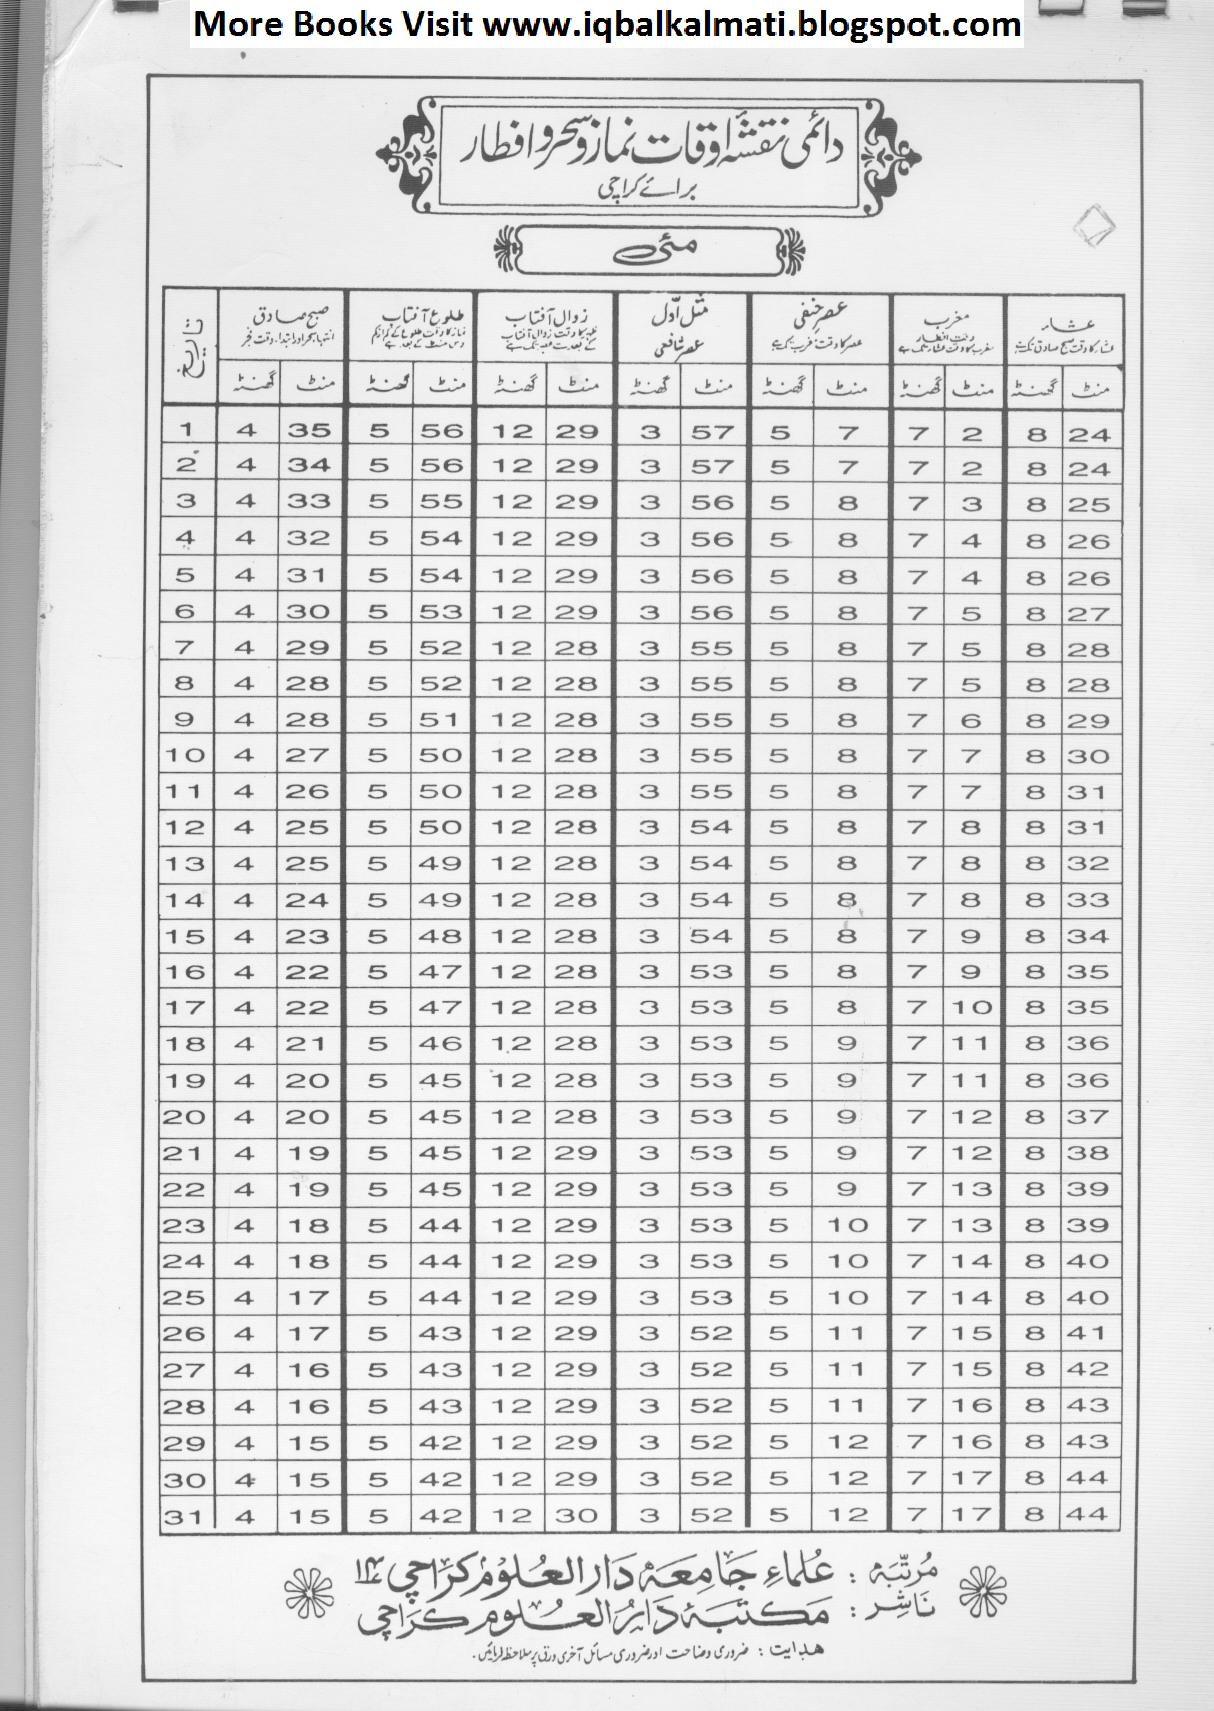 More Books Visit www.iqbalkalmati.blogspot.com
دائمی نقشۂ اوقات نماز و سحر و افطار
برائے کراچی
مئی
تاریخ صبح صادق طلوع آفتاب زوال آفتاب مثل اول عصر حنفی مغرب عشاء
انتہا سحر و ابتداء وقت فجر عصر شافعی عصر کا وقت مغرب تک ہے وقت افطار
گھنٹہ منٹ گھنٹہ منٹ گھنٹہ منٹ گھنٹہ منٹ گھنٹہ منٹ گھنٹہ منٹ گھنٹہ منٹ
1 4 35 5 56 12 29 3 57 5 7 7 2 8 24
2 4 34 5 56 12 29 3 57 5 7 7 2 8 24
3 4 33 5 55 12 29 3 56 5 8 7 3 8 25
4 4 32 5 54 12 29 3 56 5 8 7 4 8 26
5 4 31 5 54 12 29 3 56 5 8 7 4 8 26
6 4 30 5 53 12 29 3 56 5 8 7 5 8 27
7 4 29 5 52 12 28 3 55 5 8 7 5 8 28
8 4 28 5 52 12 28 3 55 5 8 7 5 8 28
9 4 28 5 51 12 28 3 55 5 8 7 6 8 29
10 4 27 5 50 12 28 3 55 5 8 7 7 8 30
11 4 26 5 50 12 28 3 55 5 8 7 7 8 31
12 4 25 5 50 12 28 3 54 5 8 7 8 8 31
13 4 25 5 49 12 28 3 54 5 8 7 8 8 32
14 4 24 5 49 12 28 3 54 5 8 7 8 8 33
15 4 23 5 48 12 28 3 54 5 8 7 9 8 34
16 4 22 5 47 12 28 3 53 5 8 7 9 8 35
17 4 22 5 47 12 28 3 53 5 8 7 10 8 35
18 4 21 5 46 12 28 3 53 5 9 7 11 8 36
19 4 20 5 45 12 28 3 53 5 9 7 11 8 36
20 4 20 5 45 12 28 3 53 5 9 7 12 8 37
21 4 19 5 45 12 29 3 53 5 9 7 12 8 38
22 4 19 5 45 12 29 3 53 5 9 7 13 8 39
23 4 18 5 44 12 29 3 53 5 10 7 13 8 39
24 4 18 5 44 12 29 3 53 5 10 7 14 8 40
25 4 17 5 44 12 29 3 53 5 10 7 14 8 40
26 4 17 5 43 12 29 3 52 5 11 7 15 8 41
27 4 16 5 43 12 29 3 52 5 11 7 15 8 42
28 4 16 5 43 12 29 3 52 5 11 7 16 8 43
29 4 15 5 42 12 29 3 52 5 12 7 16 8 43
30 4 15 5 42 12 29 3 52 5 12 7 17 8 44
31 4 15 5 42 12 30 3 52 5 12 7 17 8 44
مُرتّبہ : عُلماءِ جَامِعَہ دَارالعُلوم کرَاچی ۱۴
نَاشِر : مَکتبَہ دَارُالعُلوم کراچی
ھدایت : ضروری وضاحت اور ضروری مسائل آخری ورق پر ملاحظہ فرمائیں۔